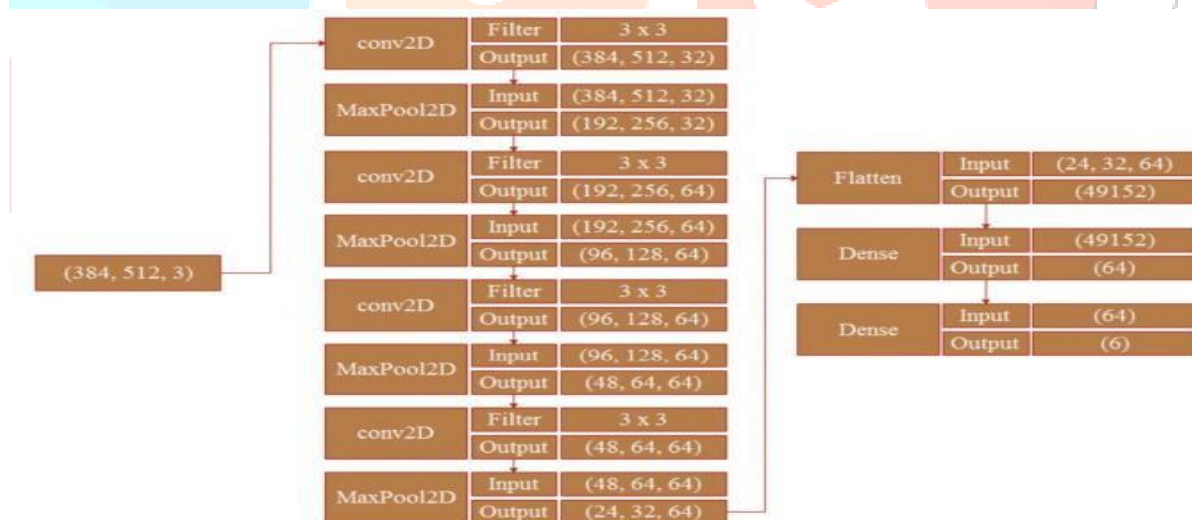 (384, 512, 3)
conv2D
Filter 3 x 3
Output (384, 512, 32)
MaxPool2D
Input (384, 512, 32)
Output (192, 256, 32)
conv2D
Filter 3 x 3
Output (192, 256, 64)
MaxPool2D
Input (192, 256, 64)
Output (96, 128, 64)
conv2D
Filter 3 x 3
Output (96, 128, 64)
MaxPool2D
Input (96, 128, 64)
Output (48, 64, 64)
conv2D
Filter 3 x 3
Output (48, 64, 64)
MaxPool2D
Input (48, 64, 64)
Output (24, 32, 64)
Flatten
Input (24, 32, 64)
Output (49152)
Dense
Input (49152)
Output (64)
Dense
Input (64)
Output (6)